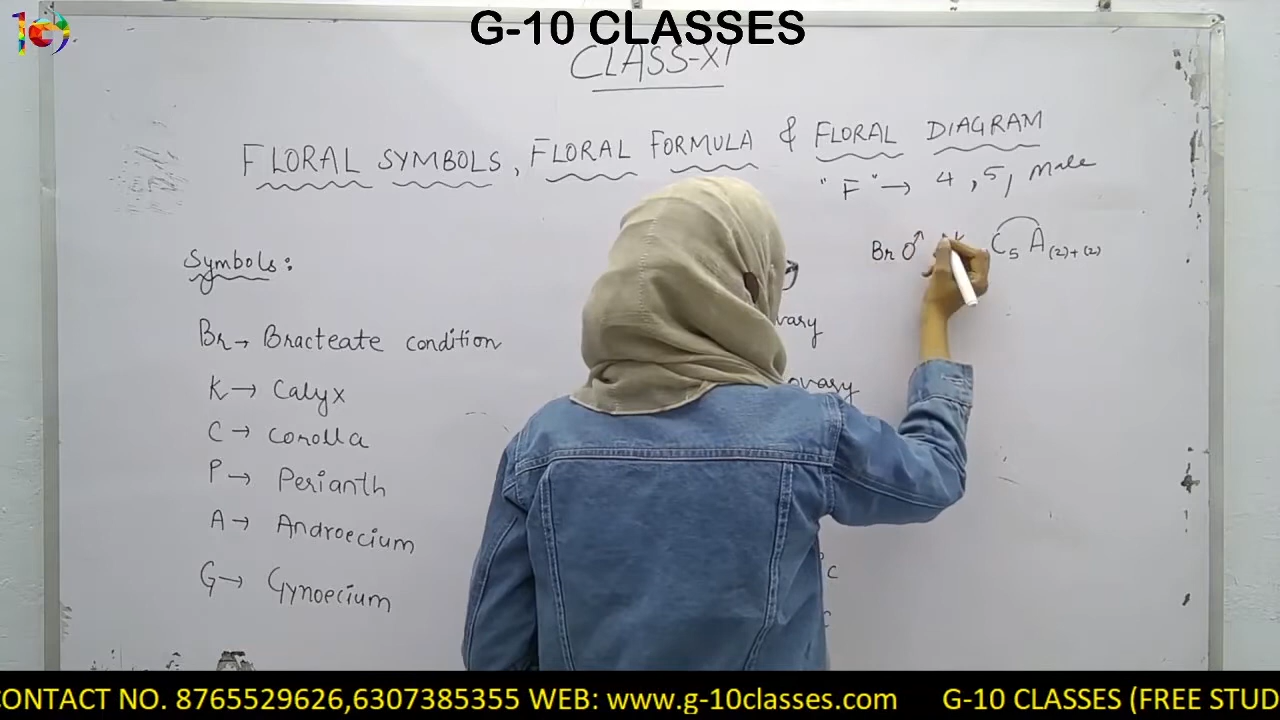 G-10 CLASSES
CLASS-XI
FLORAL SYMBOLS, FLORAL FORMULA & FLORAL DIAGRAM
"F" → 4, 5, Male
Br ♂ K C5 A(2)+(2)
Symbols:
Br → Bracteate condition
K → Calyx
C → Corolla
P → Perianth
A → Androecium
G → Gynoecium
ovary
CONTACT NO. 8765529626,6307385355 WEB: www.g-10classes.com G-10 CLASSES (FREE STUD